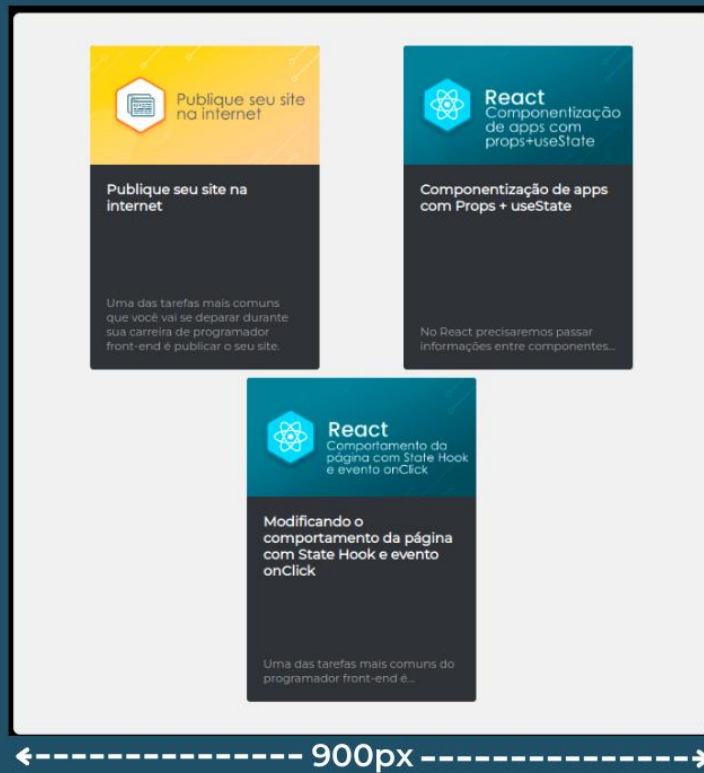 Publique seu site
na internet
Publique seu site na
internet
Uma das tarefas mais comuns
que você vai se deparar durante
sua carreira de programador
front-end é publicar o seu site.
React
Componentização
de apps com
props+useState
Componentização de apps
com Props + useState
No React precisaremos passar
informações entre componentes...
React
Comportamento da
página com State Hook
e evento onClick
Modificando o
comportamento da página
com State Hook e evento
onClick
Uma das tarefas mais comuns do
programador front-end é...
900px